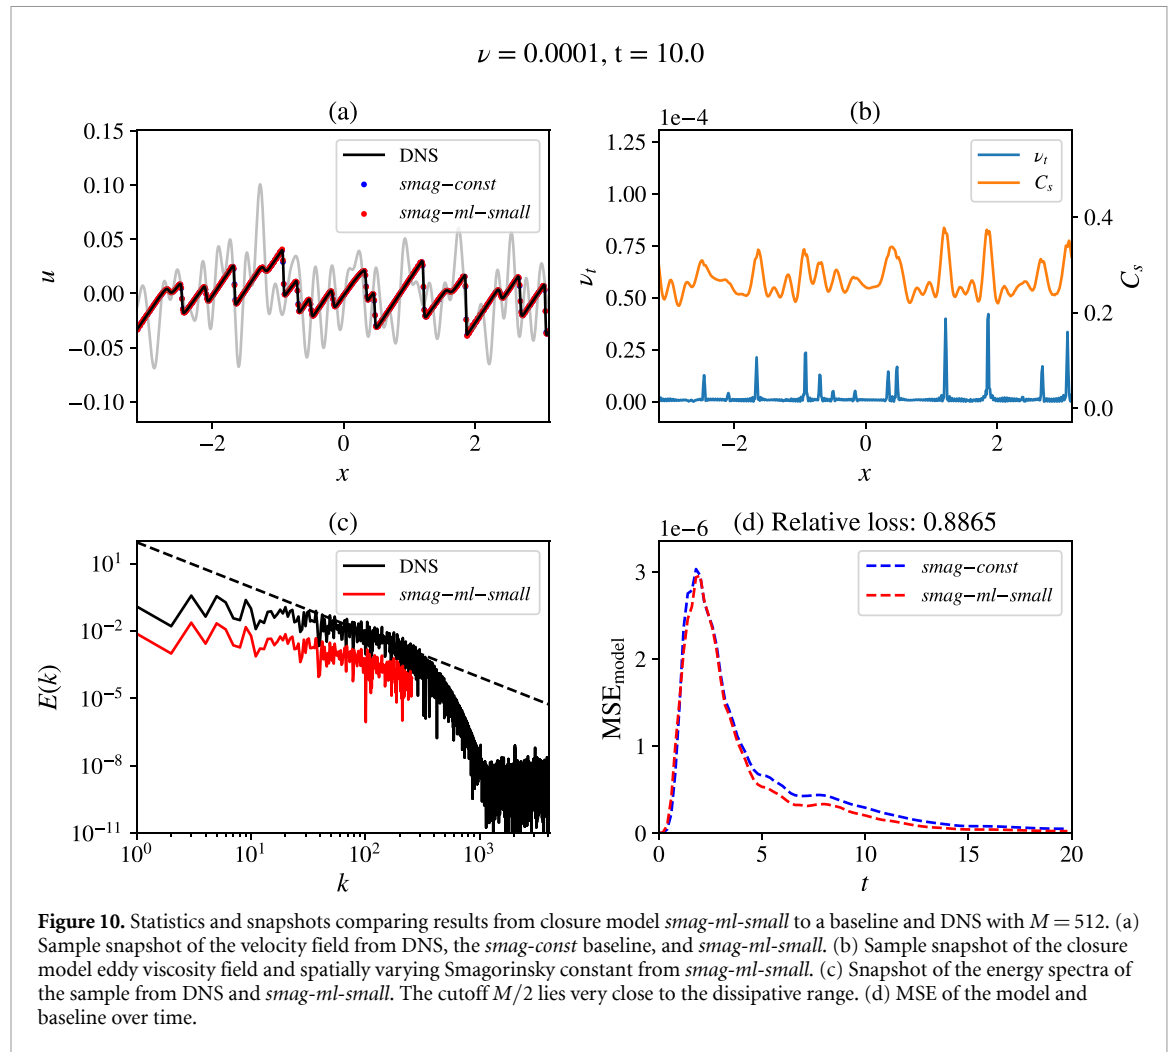 ν = 0.0001, t = 10.0
(a)
0.15
0.10
0.05
0.00
−0.05
−0.10
u
−2
0
2
x
DNS
smag−const
smag−ml−small
(b)
1e−4
1.25
1.00
0.75
0.50
0.25
0.00
ν_t
−2
0
2
x
0.4
0.2
0.0
C_s
ν_t
C_s
(c)
10^1
10^−2
10^−5
10^−8
10^−11
E(k)
10^0
10^1
10^2
10^3
k
DNS
smag−ml−small
(d) Relative loss: 0.8865
1e−6
3
2
1
0
MSE_model
0
5
10
15
20
t
smag−const
smag−ml−small
Figure 10. Statistics and snapshots comparing results from closure model smag-ml-small to a baseline and DNS with M = 512. (a)
Sample snapshot of the velocity field from DNS, the smag-const baseline, and smag-ml-small. (b) Sample snapshot of the closure
model eddy viscosity field and spatially varying Smagorinsky constant from smag-ml-small. (c) Snapshot of the energy spectra of
the sample from DNS and smag-ml-small. The cutoff M/2 lies very close to the dissipative range. (d) MSE of the model and
baseline over time.